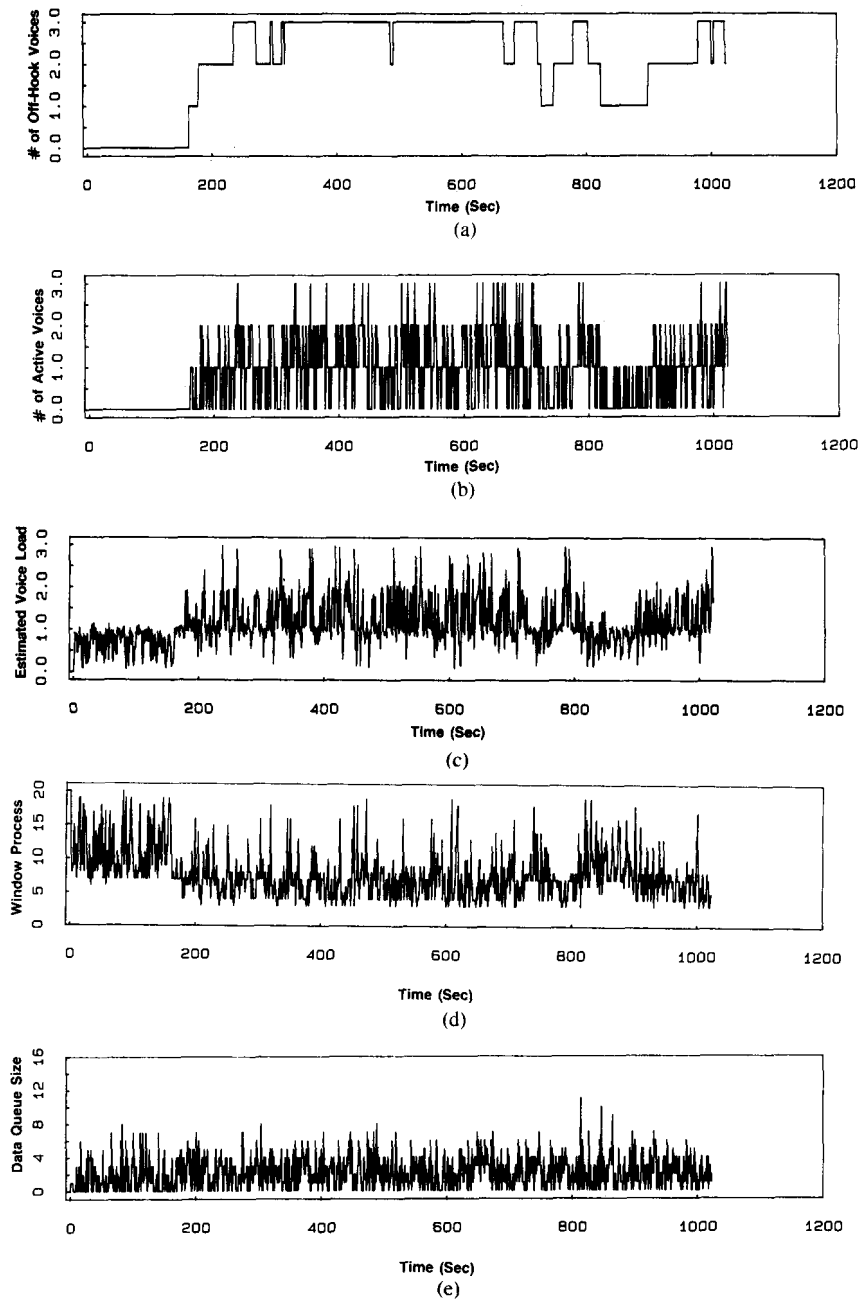 # of Off-Hook Voices
0.0 1.0 2.0 3.0
0 200 400 600 800 1000 1200
Time (Sec)
(a)
# of Active Voices
0.0 1.0 2.0 3.0
0 200 400 600 800 1000 1200
Time (Sec)
(b)
Estimated Voice Load
0.0 1.0 2.0 3.0
0 200 400 600 800 1000 1200
Time (Sec)
(c)
Window Process
0 5 10 15 20
0 200 400 600 800 1000 1200
Time (Sec)
(d)
Data Queue Size
0 4 8 12 16
0 200 400 600 800 1000 1200
Time (Sec)
(e)